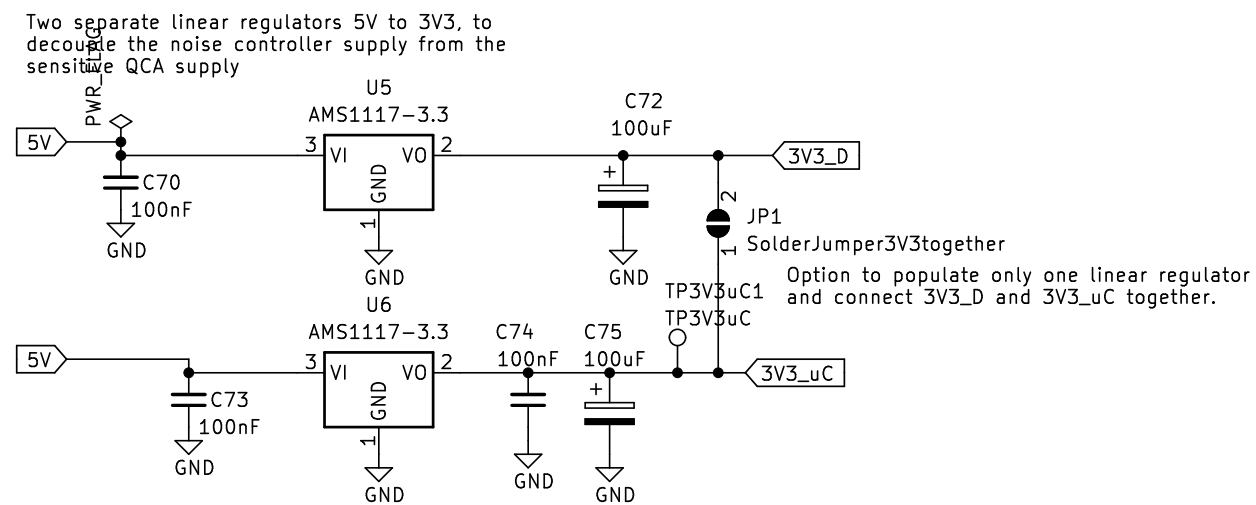 Two separate linear regulators 5V to 3V3, to
decouple the noise controller supply from the
sensitive QCA supply
PWR_FLAG
5V
C70
100nF
GND
U5
AMS1117-3.3
3
VI
VO
2
GND
1
GND
C72
100uF
+
GND
3V3_D
2
JP1
1
SolderJumper3V3together
Option to populate only one linear regulator
and connect 3V3_D and 3V3_uC together.
5V
C73
100nF
GND
U6
AMS1117-3.3
3
VI
VO
2
GND
1
GND
C74
100nF
GND
C75
100uF
+
GND
TP3V3uC1
TP3V3uC
3V3_uC